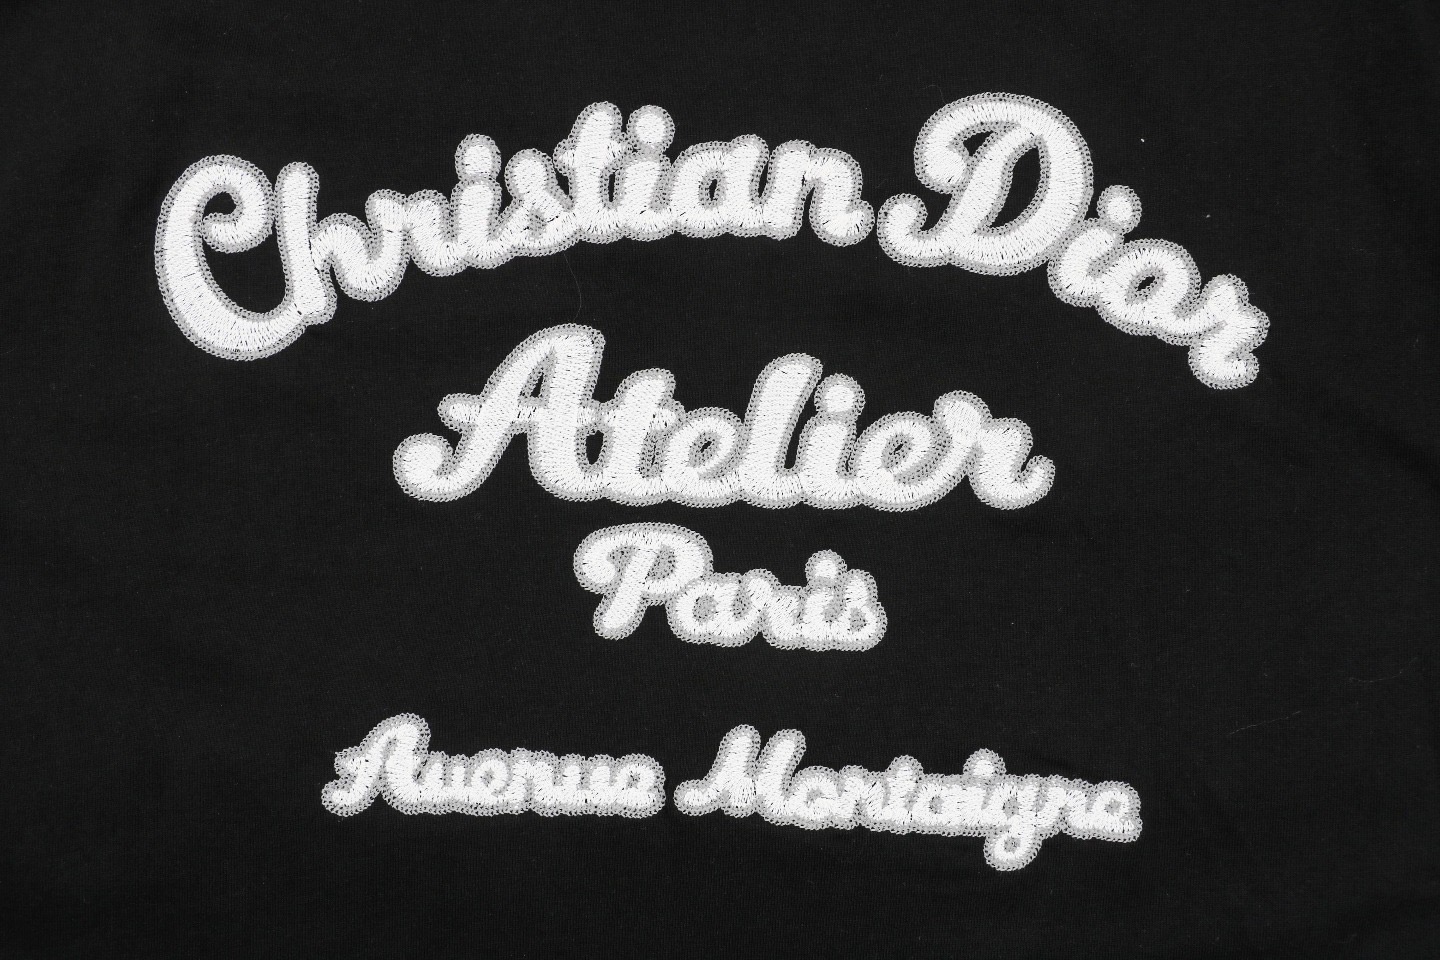 Christian Dior
Atelier
Paris
Avenue Montaigne